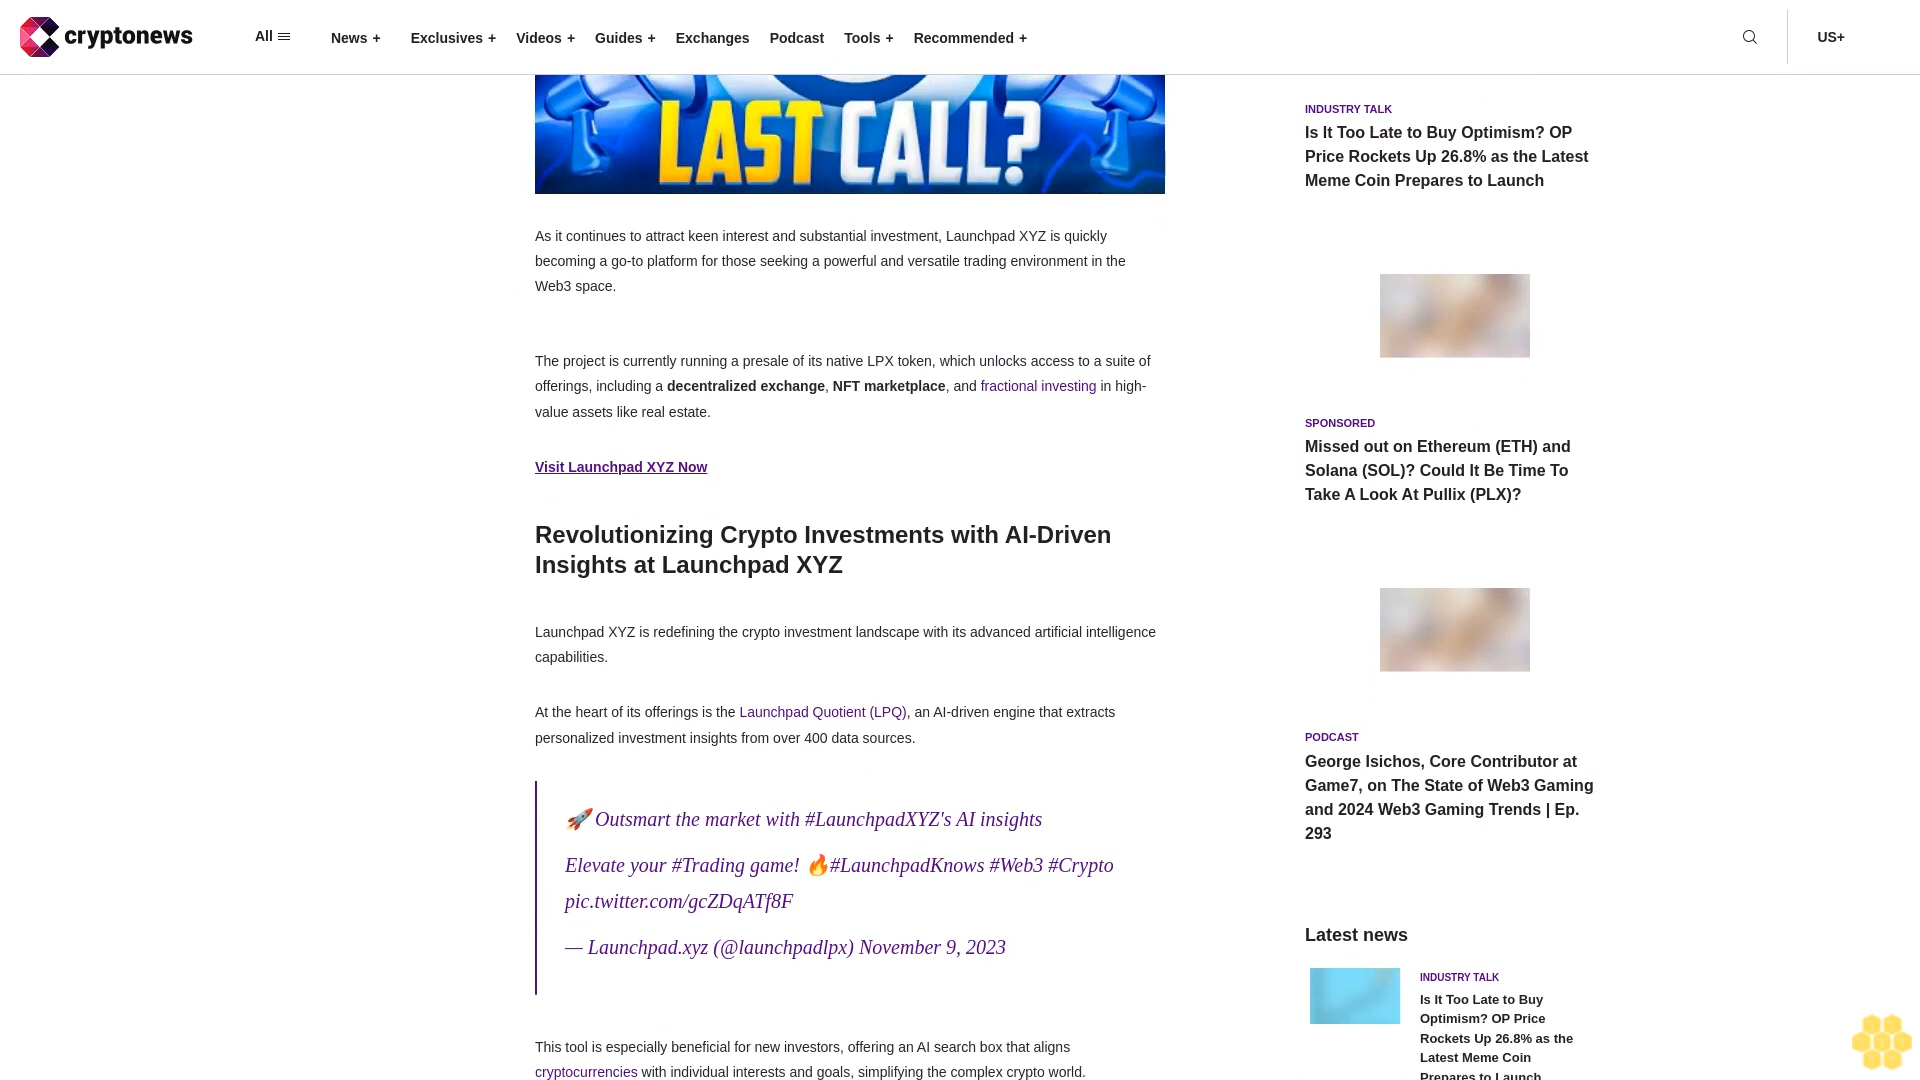 cryptonews
All
News +
Exclusives +
Videos +
Guides +
Exchanges
Podcast
Tools +
Recommended +
US+
LAST CALL?
As it continues to attract keen interest and substantial investment, Launchpad XYZ is quickly
becoming a go-to platform for those seeking a powerful and versatile trading environment in the
Web3 space.
The project is currently running a presale of its native LPX token, which unlocks access to a suite of
offerings, including a decentralized exchange, NFT marketplace, and fractional investing in high-
value assets like real estate.
Visit Launchpad XYZ Now
Revolutionizing Crypto Investments with AI-Driven
Insights at Launchpad XYZ
Launchpad XYZ is redefining the crypto investment landscape with its advanced artificial intelligence
capabilities.
At the heart of its offerings is the Launchpad Quotient (LPQ), an AI-driven engine that extracts
personalized investment insights from over 400 data sources.
🚀 Outsmart the market with #LaunchpadXYZ's AI insights
Elevate your #Trading game! 🔥#LaunchpadKnows #Web3 #Crypto
pic.twitter.com/gcZDqATf8F
— Launchpad.xyz (@launchpadlpx) November 9, 2023
This tool is especially beneficial for new investors, offering an AI search box that aligns
cryptocurrencies with individual interests and goals, simplifying the complex crypto world.
INDUSTRY TALK
Is It Too Late to Buy Optimism? OP
Price Rockets Up 26.8% as the Latest
Meme Coin Prepares to Launch
SPONSORED
Missed out on Ethereum (ETH) and
Solana (SOL)? Could It Be Time To
Take A Look At Pullix (PLX)?
PODCAST
George Isichos, Core Contributor at
Game7, on The State of Web3 Gaming
and 2024 Web3 Gaming Trends | Ep.
293
Latest news
INDUSTRY TALK
Is It Too Late to Buy
Optimism? OP Price
Rockets Up 26.8% as the
Latest Meme Coin
Prepares to Launch